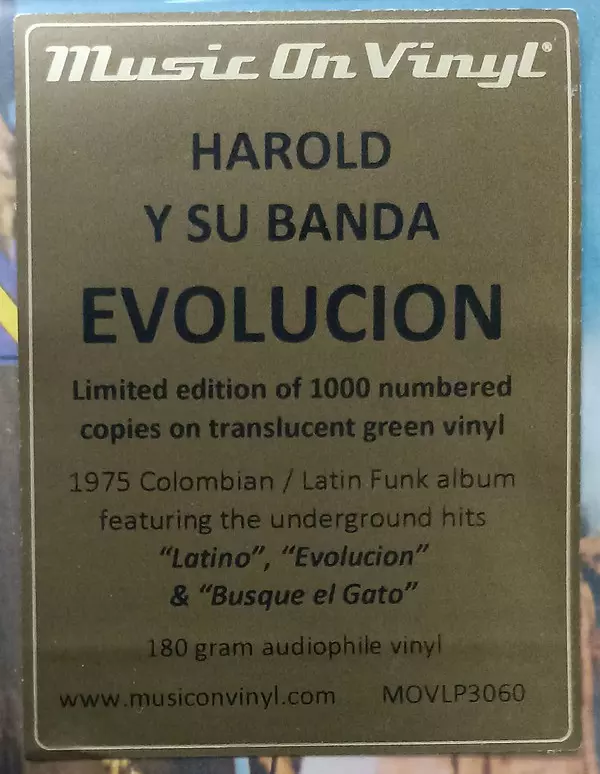 Music On Vinyl®
HAROLD
Y SU BANDA
EVOLUCION
Limited edition of 1000 numbered
copies on translucent green vinyl
1975 Colombian / Latin Funk album
featuring the underground hits
“Latino”, “Evolucion”
& “Busque el Gato”
180 gram audiophile vinyl
www.musiconvinyl.com MOVLP3060